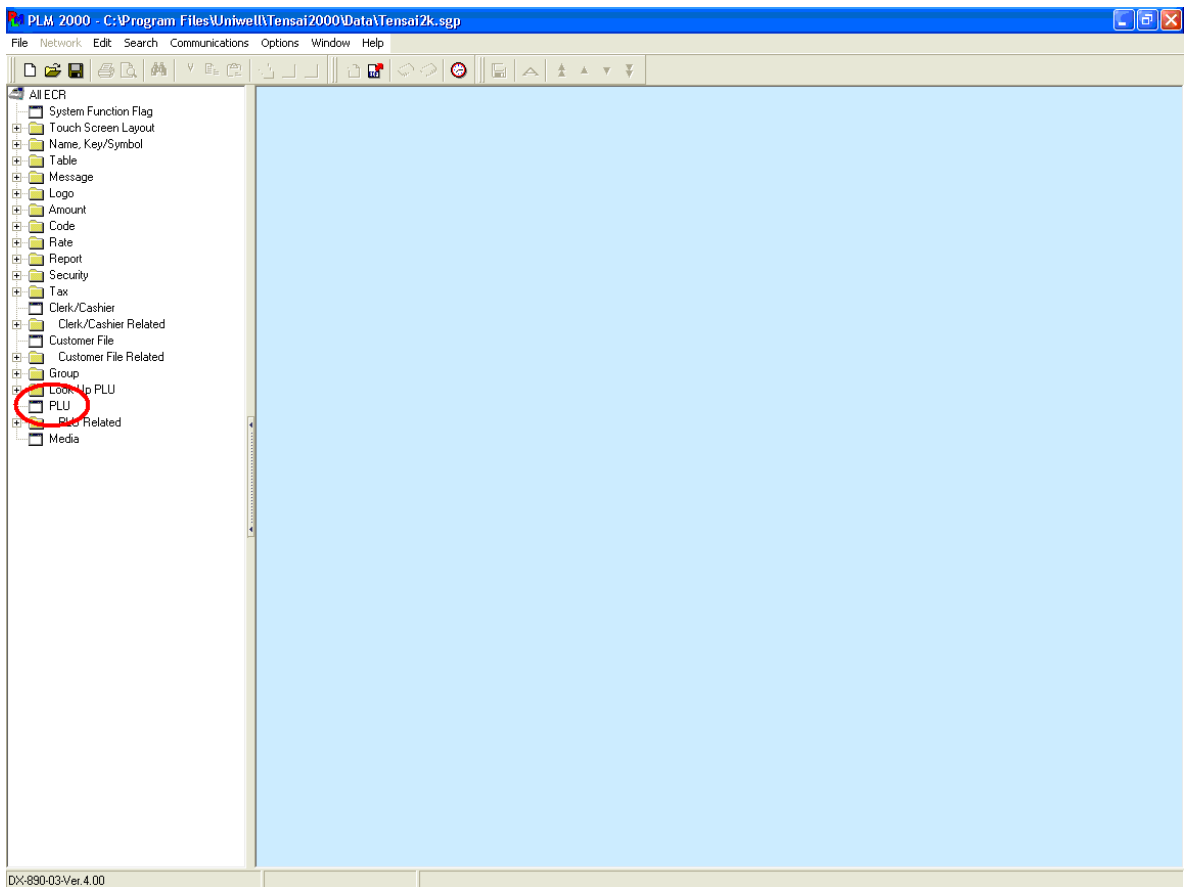 PLM 2000 - C:\Program Files\Uniwell\Tensai2000\Data\Tensai2k.sgp
File Network Edit Search Communications Options Window Help
All ECR
System Function Flag
Touch Screen Layout
Name, Key/Symbol
Table
Message
Logo
Amount
Code
Rate
Report
Security
Tax
Clerk/Cashier
Clerk/Cashier Related
Customer File
Customer File Related
Group
Look Up PLU
PLU
PLU Related
Media
DX-890-03-Ver.4.00